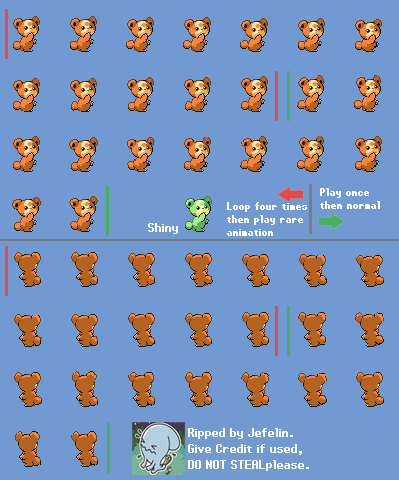 Play once
then normal
Loop four times
then play rare
animation
Shiny
Ripped by Jefelin.
Give Credit if used,
DO NOT STEALplease.